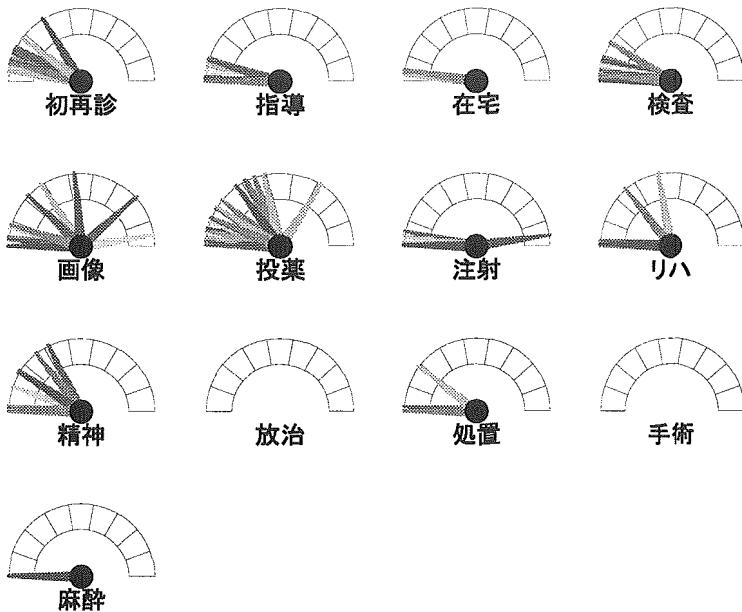 初再診 指導 在宅 検査
画像 投薬 注射 リハ
精神 放治 処置 手術
麻酔